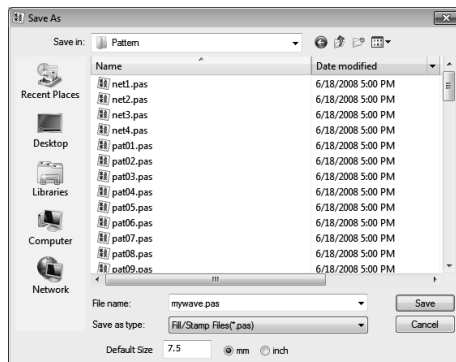 Save As
Save in: Pattern
Name Date modified
net1.pas 6/18/2008 5:00 PM
net2.pas 6/18/2008 5:00 PM
net3.pas 6/18/2008 5:00 PM
net4.pas 6/18/2008 5:00 PM
pat01.pas 6/18/2008 5:00 PM
pat02.pas 6/18/2008 5:00 PM
pat03.pas 6/18/2008 5:00 PM
pat04.pas 6/18/2008 5:00 PM
pat05.pas 6/18/2008 5:00 PM
pat06.pas 6/18/2008 5:00 PM
pat07.pas 6/18/2008 5:00 PM
pat08.pas 6/18/2008 5:00 PM
pat09.pas 6/18/2008 5:00 PM
Recent Places
Desktop
Libraries
Computer
Network
File name: mywave.pas Save
Save as type: Fill/Stamp Files(*.pas) Cancel
Default Size 7.5 mm inch